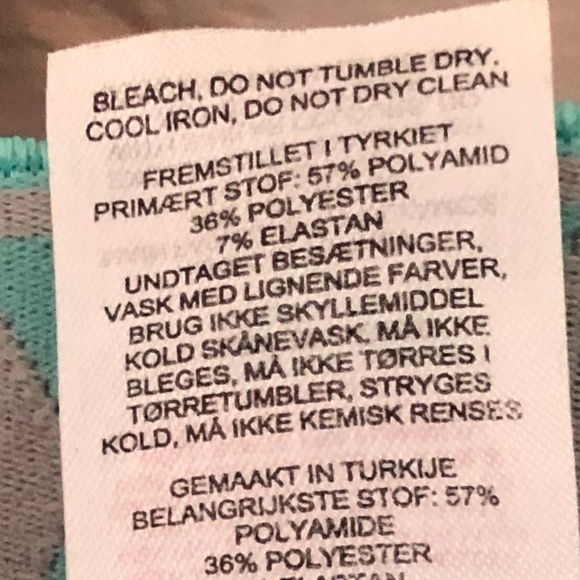 BLEACH, DO NOT TUMBLE DRY.
COOL IRON, DO NOT DRY CLEAN
FREMSTILLET I TYRKIET
PRIMÆRT STOF: 57% POLYAMID
36% POLYESTER
7% ELASTAN
UNDTAGET BESÆTNINGER,
VASK MED LIGNENDE FARVER,
BRUG IKKE SKYLLEMIDDEL
KOLD SKÅNEVASK, MÅ IKKE
BLEGES, MÅ IKKE TØRRES I
TØRRETUMBLER, STRYGES
KOLD, MÅ IKKE KEMISK RENSES
GEMAAKT IN TURKIJE
BELANGRIJKSTE STOF: 57%
POLYAMIDE
36% POLYESTER
ELASTAN